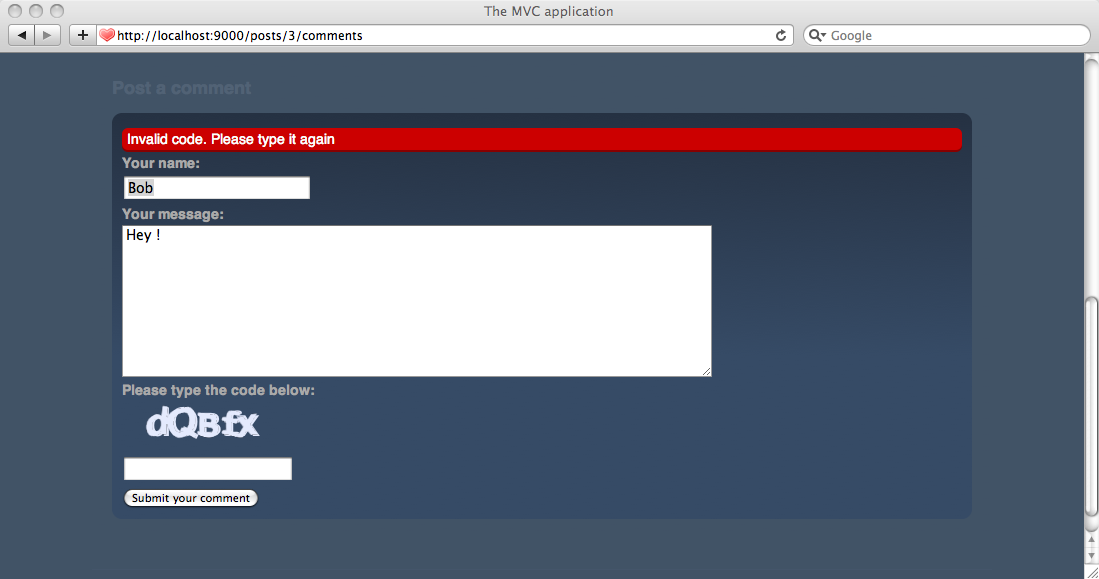 The MVC application
http://localhost:9000/posts/3/comments
Google
Post a comment
Invalid code. Please type it again
Your name:
Bob
Your message:
Hey !
Please type the code below:
dQBfx
Submit your comment